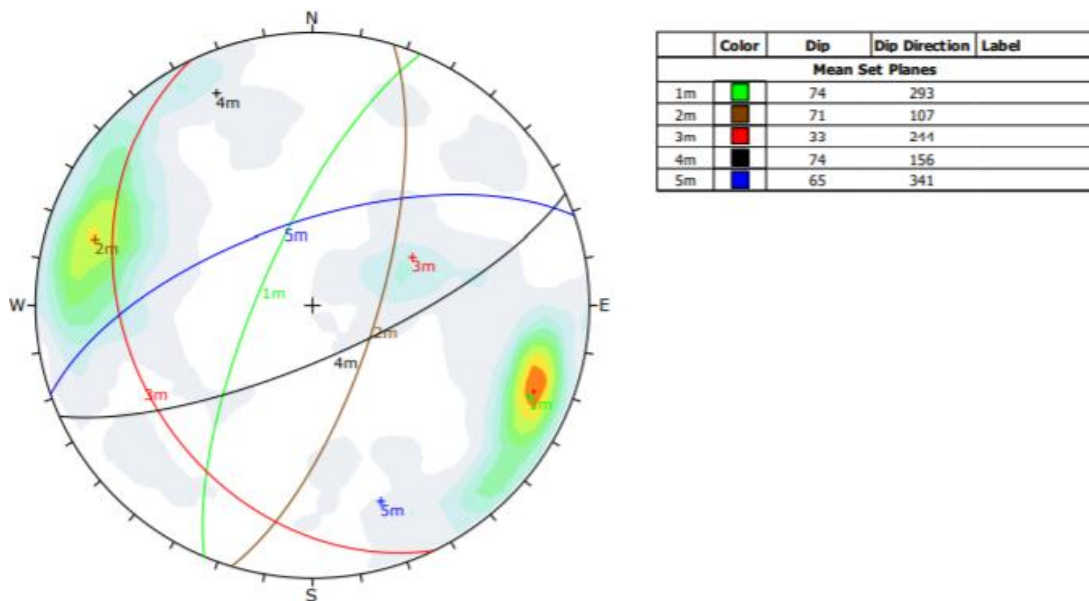 N
4m
5m
2m
3m
W
1m
E
2m
4m
3m
1m
5m
S
Color Dip Dip Direction Label
Mean Set Planes
1m 74 293
2m 71 107
3m 33 244
4m 74 156
5m 65 341